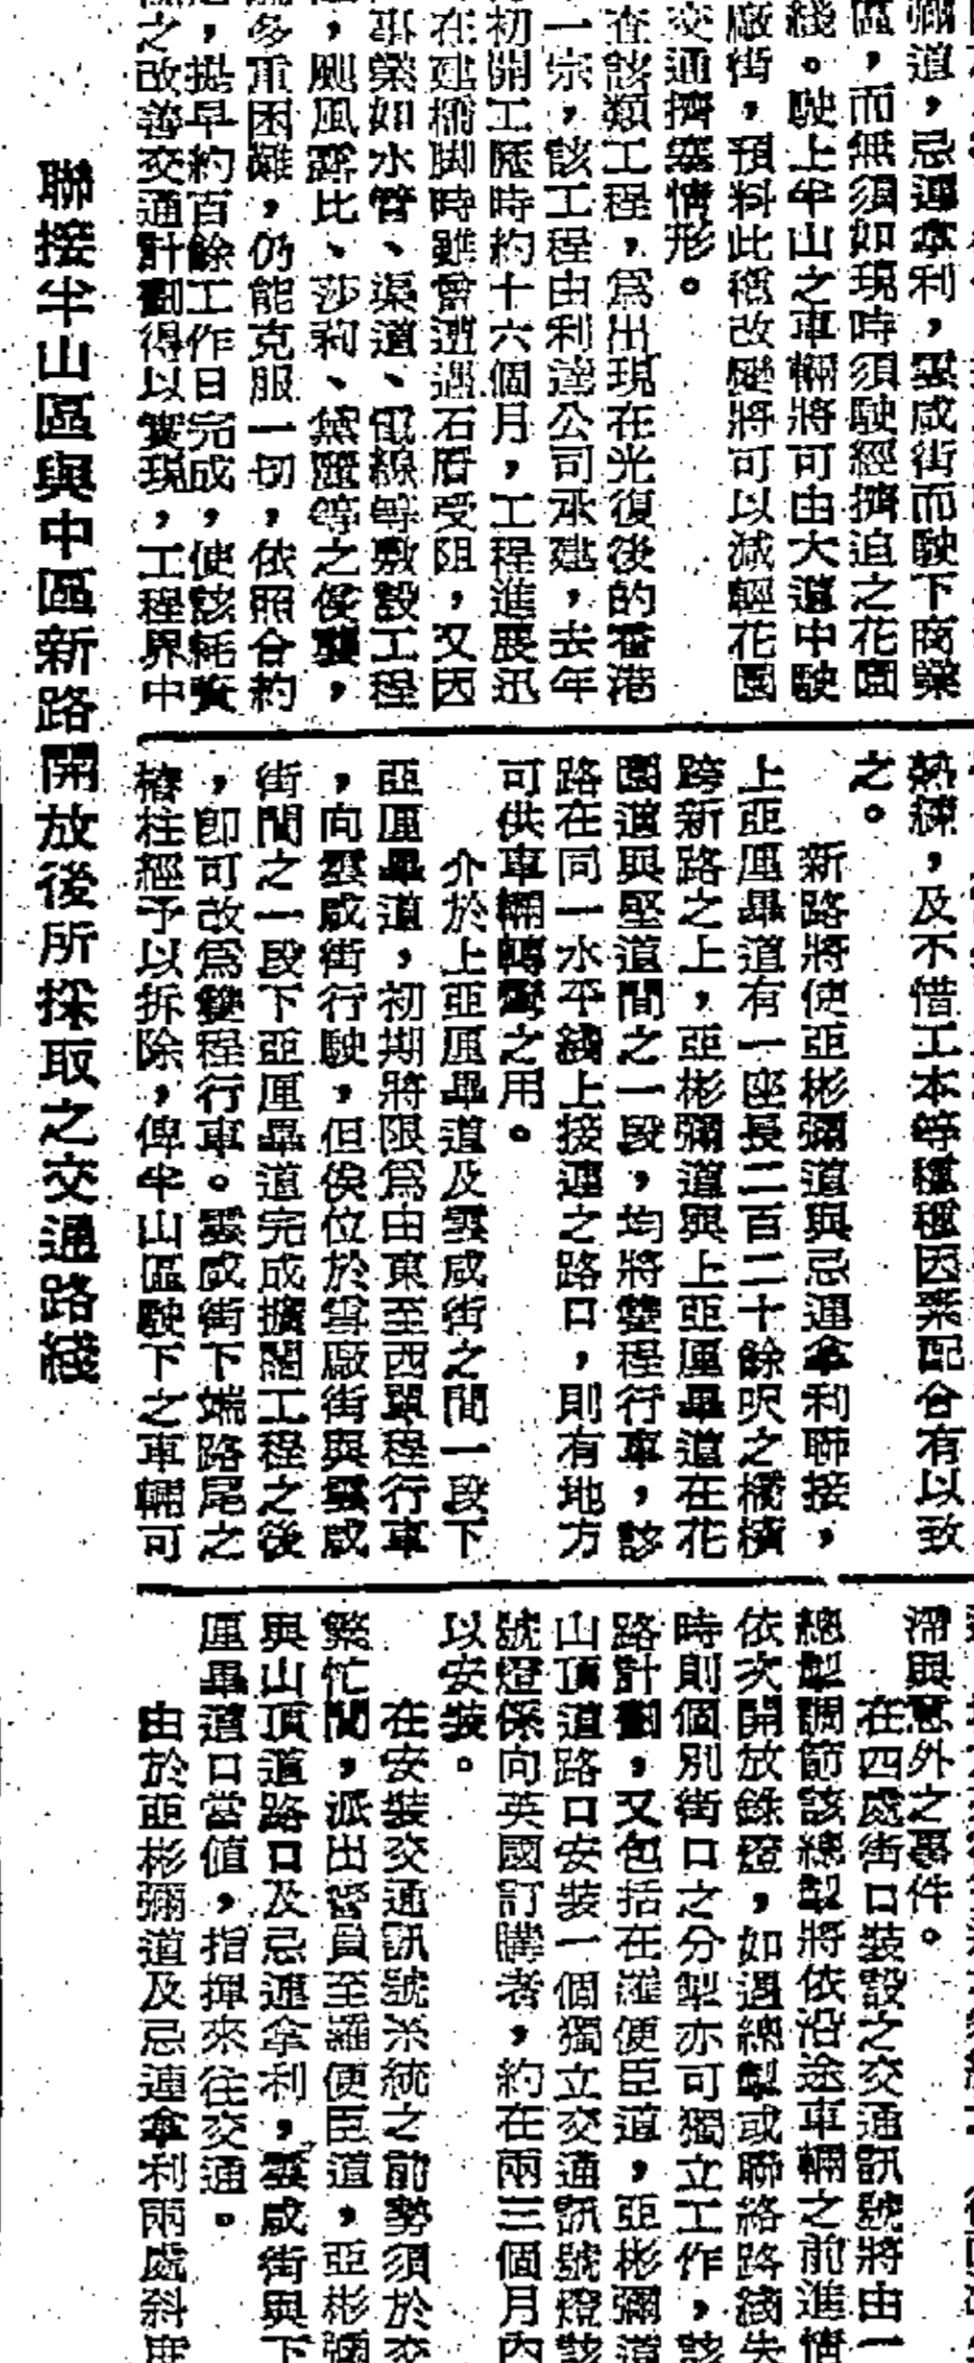 彌道，忌連拿利，雲咸街而駛下商業
區，而無須如現時須駛經擠迫之花園
綫。駛上半山之車輛將可由大道中駛
廠街，預料此種改變將可以減輕花園
交通擠塞情形。
查該類工程，爲出現在光復後的香港
一宗，該工程由利達公司承建，去年
初開工歷時約十六個月，工程進展迅
在建橋脚時雖曾遭遇石層受阻，又因
事業如水管、渠道、電線等敷設工程
，颶風露比、莎莉、黛麗等之侵襲，
多重困難，仍能克服一切，依照合約
，提早約百餘工作日完成，使該耗資
之改善交通計劃得以實現，工程界中
熟練，及不惜工本等種種因素配合有以致
之。
新路將使亞彬彌道與忌連拿利聯接，
上亞厘畢道有一座長二百二十餘呎之橋橫
跨新路之上，亞彬彌道與上亞厘畢道在花
園道與堅道間之一段，均將雙程行車，該
路在同一水平綫上接連之路口，則有地方
可供車輛轉彎之用。
介於上亞厘畢道及雲咸街之間一段下
亞厘畢道，初期將限爲由東至西單程行車
，向雲咸街行駛，但俟位於雪廠街與雲咸
街間之一段下亞厘畢道完成擴闊工程之後
，卽可改爲雙程行車。雲咸街下端路尾之
樁柱經予以拆除，俾半山區駛下之車輛可
滯與意外之事件。
在四處街口裝設之交通訊號將由一
總掣調節該總掣將依沿途車輛之前進情
依次開放綠燈，如遇總掣或聯絡路綫失
時則個別街口之分掣亦可獨立工作，該
路計劃，又包括在羅便臣道，亞彬彌道
山頂道路口安裝一個獨立交通訊號燈該
號燈係向英國訂購者，約在兩三個月內
以安裝。
在安裝交通訊號系統之前勢須於交
繁忙間，派出警員至羅便臣道，亞彬彌
與山頂道路口及忌連拿利，雲咸街與下
厘畢道口當值，指揮來往交通。
由於亞彬彌道及忌連拿利兩處斜度
聯接半山區與中區新路開放後所採取之交通路綫